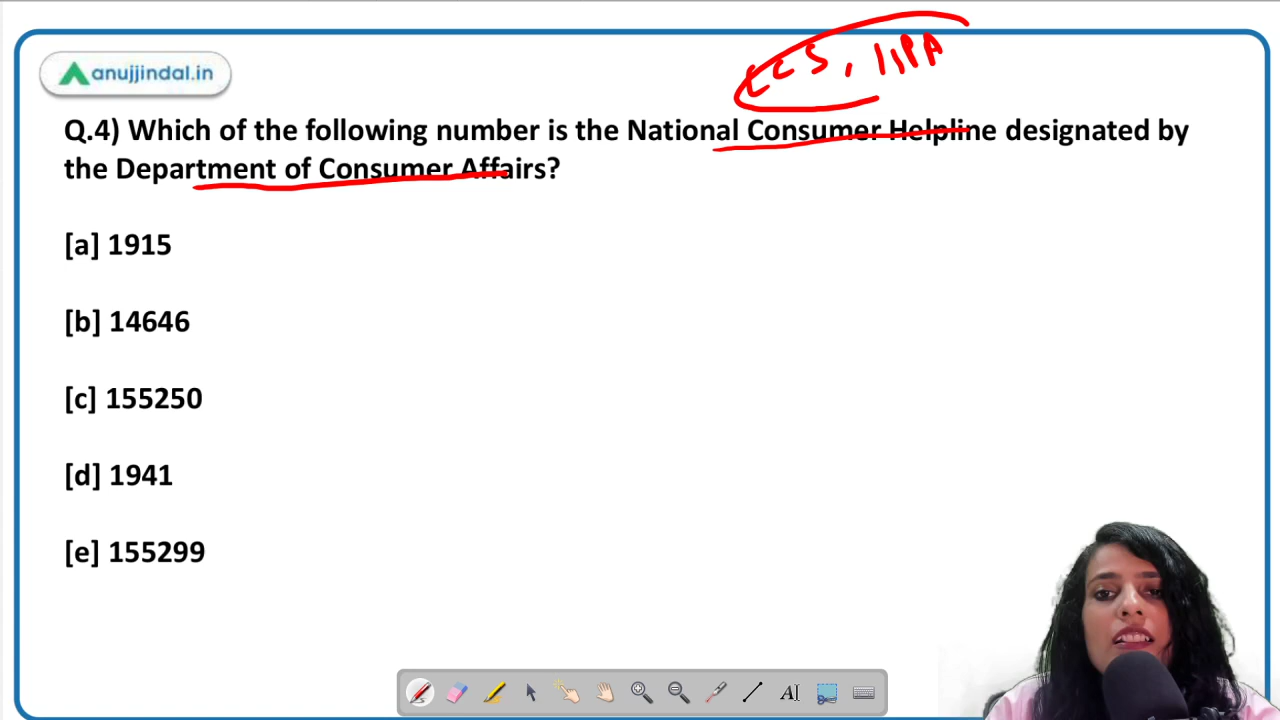 CCS, IIPA
anujjindal.in
Q.4) Which of the following number is the National Consumer Helpline designated by
the Department of Consumer Affairs?
[a] 1915
[b] 14646
[c] 155250
[d] 1941
[e] 155299
AI